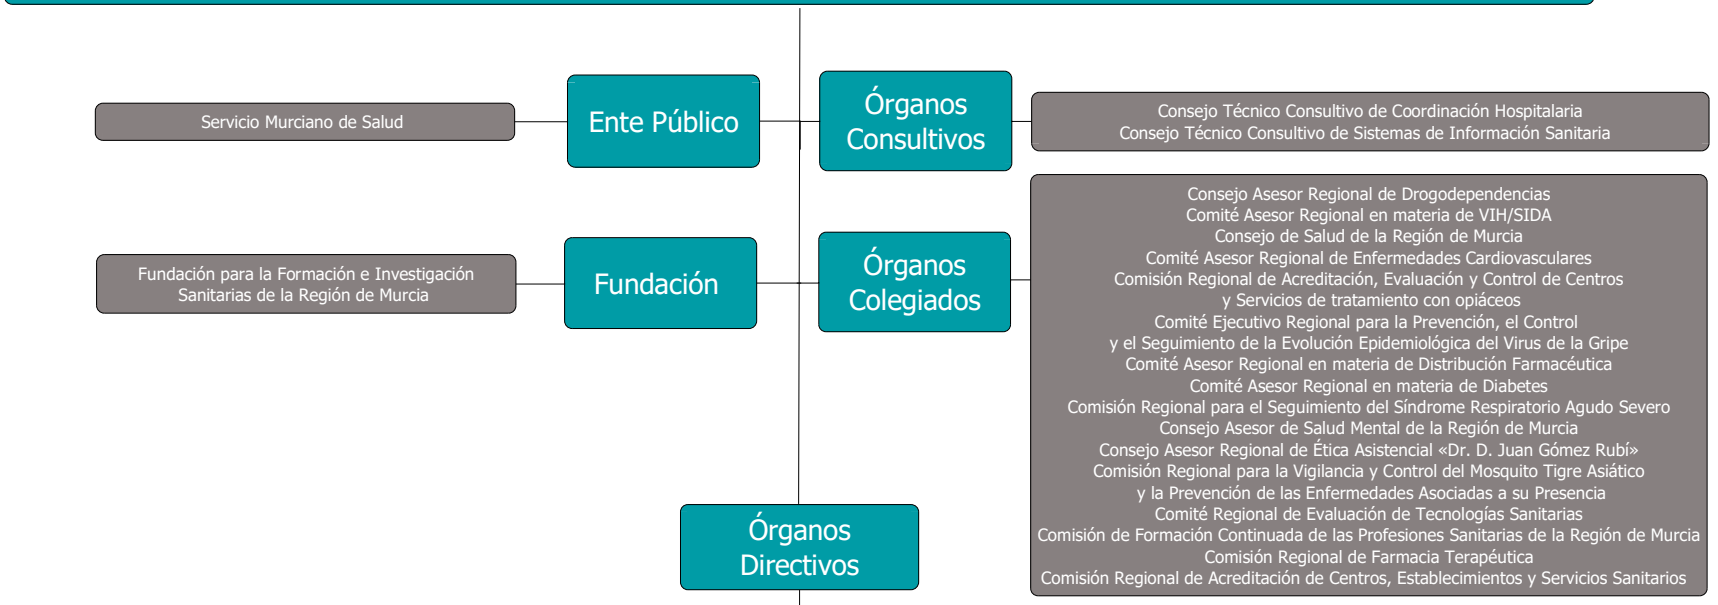 Servicio Murciano de Salud
Ente Público
Órganos
Consultivos
Consejo Técnico Consultivo de Coordinación Hospitalaria
Consejo Técnico Consultivo de Sistemas de Información Sanitaria
Fundación para la Formación e Investigación
Sanitarias de la Región de Murcia
Fundación
Órganos
Colegiados
Consejo Asesor Regional de Drogodependencias
Comité Asesor Regional en materia de VIH/SIDA
Consejo de Salud de la Región de Murcia
Comité Asesor Regional de Enfermedades Cardiovasculares
Comisión Regional de Acreditación, Evaluación y Control de Centros
y Servicios de tratamiento con opiáceos
Comité Ejecutivo Regional para la Prevención, el Control
y el Seguimiento de la Evolución Epidemiológica del Virus de la Gripe
Comité Asesor Regional en materia de Distribución Farmacéutica
Comité Asesor Regional en materia de Diabetes
Comisión Regional para el Seguimiento del Síndrome Respiratorio Agudo Severo
Consejo Asesor de Salud Mental de la Región de Murcia
Consejo Asesor Regional de Ética Asistencial «Dr. D. Juan Gómez Rubí»
Comisión Regional para la Vigilancia y Control del Mosquito Tigre Asiático
y la Prevención de las Enfermedades Asociadas a su Presencia
Comité Regional de Evaluación de Tecnologías Sanitarias
Comisión de Formación Continuada de las Profesiones Sanitarias de la Región de Murcia
Comisión Regional de Farmacia Terapéutica
Comisión Regional de Acreditación de Centros, Establecimientos y Servicios Sanitarios
Órganos
Directivos